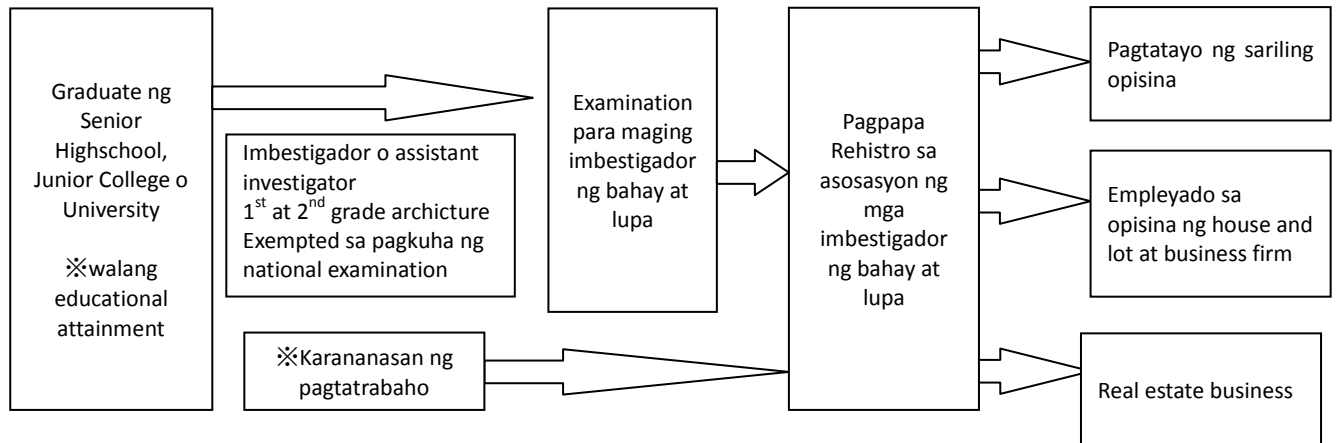 Graduate ng
Senior
Highschool,
Junior College o
University
※walang
educational
attainment
Imbestigador o assistant
investigator
1st at 2nd grade archicture
Exempted sa pagkuha ng
national examination
※Karananasan ng
pagtatrabaho
Examination
para maging
imbestigador
ng bahay at
lupa
Pagpapa
Rehistro sa
asosasyon ng
mga
imbestigador
ng bahay at
lupa
Pagtatayo ng sariling
opisina
Empleyado sa
opisina ng house and
lot at business firm
Real estate business